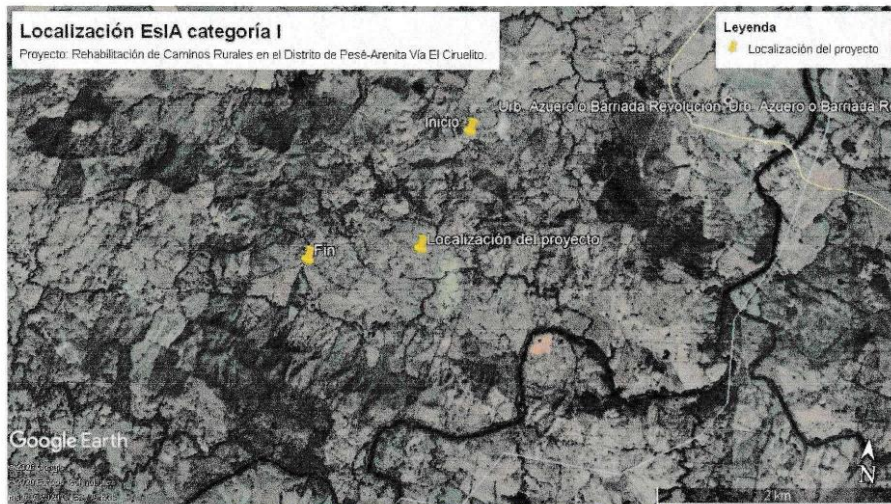 Localización EsIA categoría I
Proyecto: Rehabilitación de Caminos Rurales en el Distrito de Pesé-Arenita Vía El Ciruelito.
Leyenda
Localización del proyecto
Urb. Azuero o Barriada Revolución
Urb. Azuero o Barriada R
Inicio
Localización del proyecto
Fin
Google Earth
N
2 km